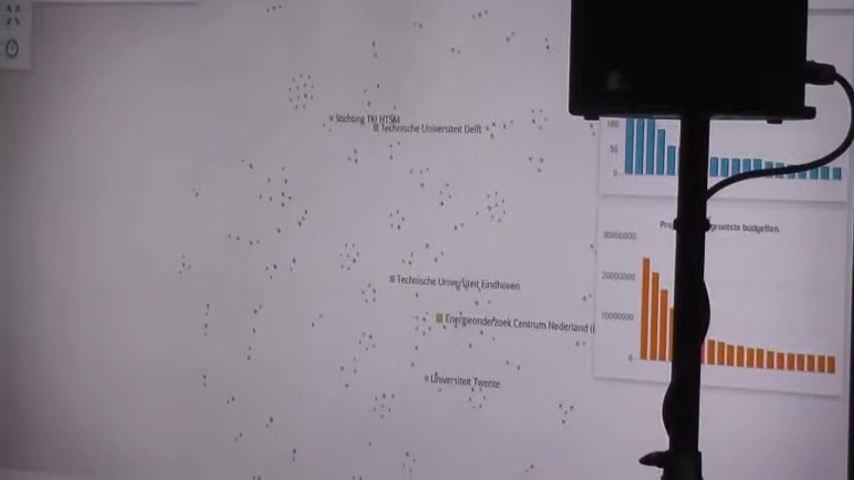 Stichting TKI HTSM
Technische Universiteit Delft
100
50
0
grootste budgetten
30000000
20000000
10000000
0
Technische Universiteit Eindhoven
Energieonderzoek Centrum Nederland
Universiteit Twente